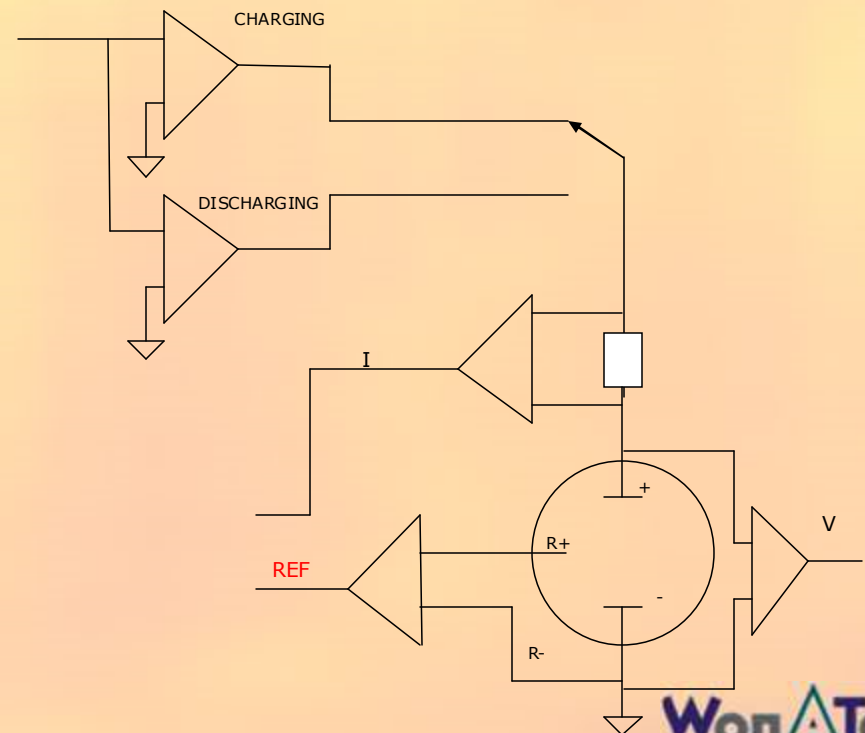 CHARGING
DISCHARGING
I
+
V
R+
REF
-
R-